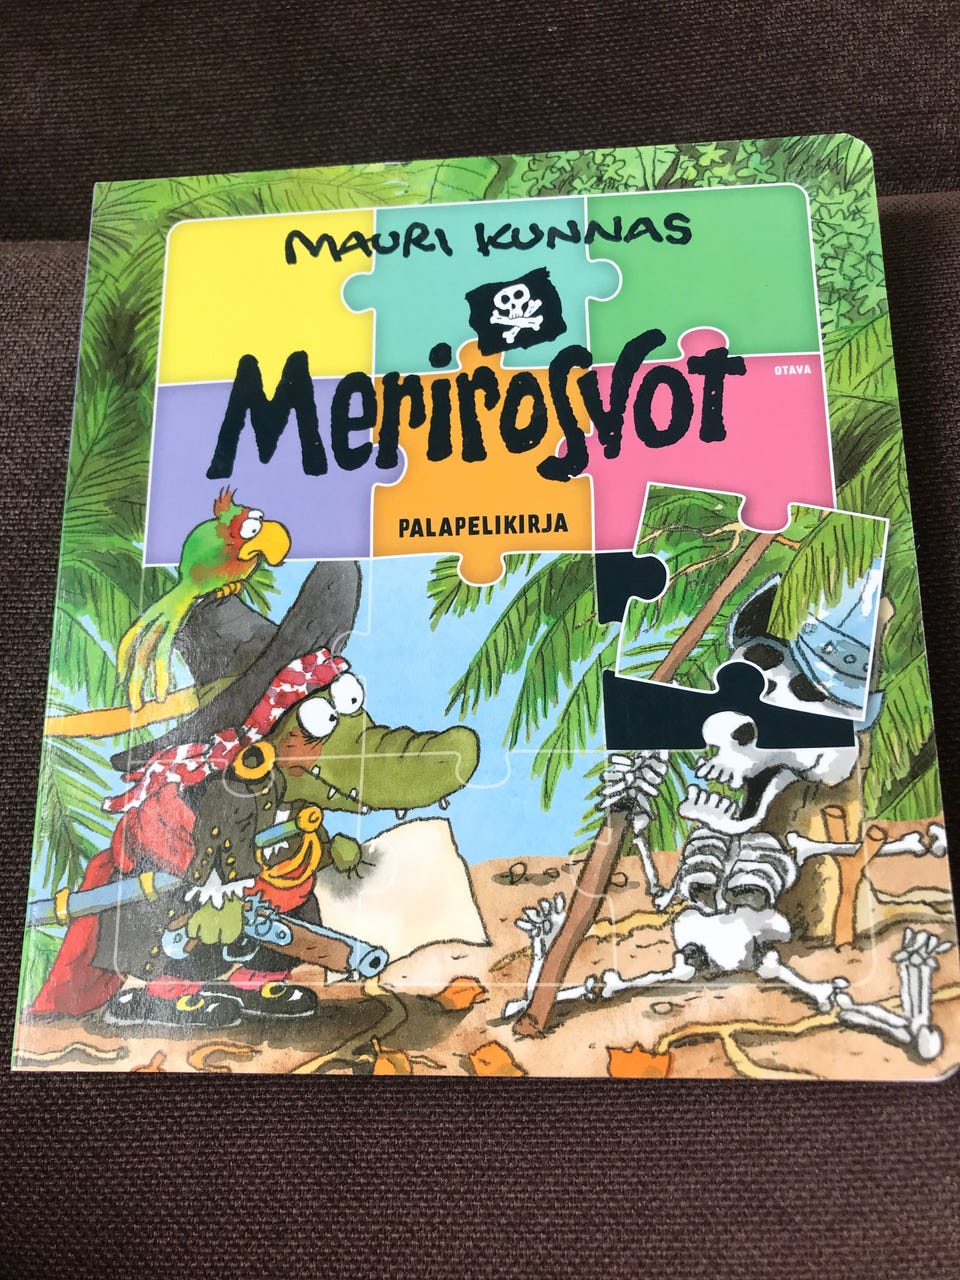 MAURI KUNNAS
Merirosvot
OTAVA
PALAPELIKIRJA